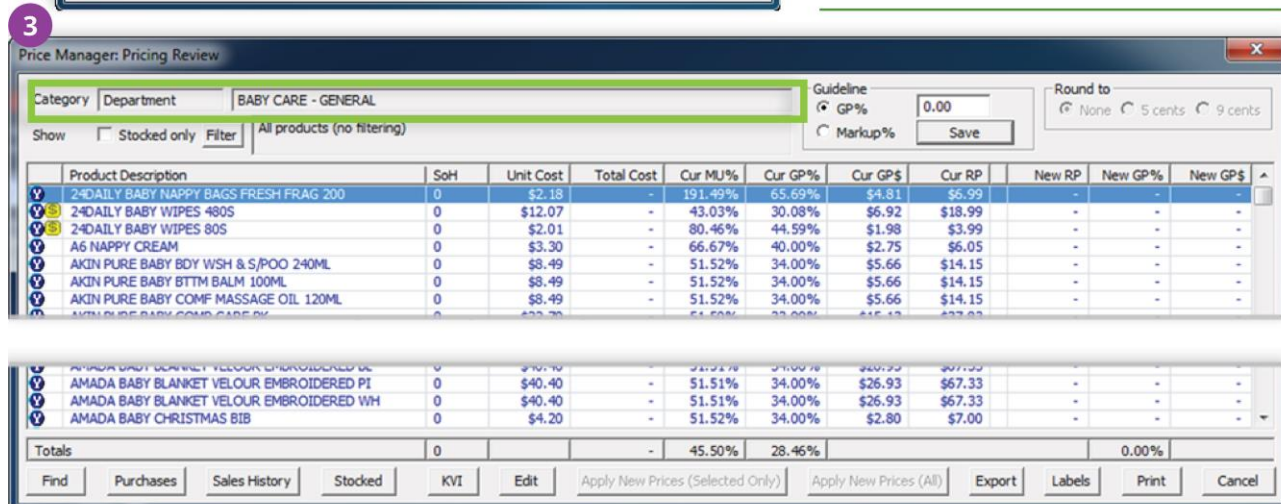 3
Price Manager: Pricing Review
Category Department BABY CARE - GENERAL
Guideline
GP% 0.00
Markup% Save
Round to
None 5 cents 9 cents
Show Stocked only Filter All products (no filtering)
Product Description SoH Unit Cost Total Cost Cur MU% Cur GP% Cur GP$ Cur RP New RP New GP% New GP$
24DAILY BABY NAPPY BAGS FRESH FRAG 200 0 $2.18 - 191.49% 65.69% $4.81 $6.99 - - -
24DAILY BABY WIPES 480S 0 $12.07 - 43.03% 30.08% $6.92 $18.99 - - -
24DAILY BABY WIPES 80S 0 $2.01 - 80.46% 44.59% $1.98 $3.99 - - -
A6 NAPPY CREAM 0 $3.30 - 66.67% 40.00% $2.75 $6.05 - - -
AKIN PURE BABY BDY WSH & S/POO 240ML 0 $8.49 - 51.52% 34.00% $5.66 $14.15 - - -
AKIN PURE BABY BTTM BALM 100ML 0 $8.49 - 51.52% 34.00% $5.66 $14.15 - - -
AKIN PURE BABY COMF MASSAGE OIL 120ML 0 $8.49 - 51.52% 34.00% $5.66 $14.15 - - -
AMADA BABY BLANKET VELOUR EMBROIDERED PI 0 $40.40 - 51.51% 34.00% $26.93 $67.33 - - -
AMADA BABY BLANKET VELOUR EMBROIDERED WH 0 $40.40 - 51.51% 34.00% $26.93 $67.33 - - -
AMADA BABY CHRISTMAS BIB 0 $4.20 - 51.52% 34.00% $2.80 $7.00 - - -
Totals 0 - 45.50% 28.46% 0.00%
Find Purchases Sales History Stocked KVI Edit Apply New Prices (Selected Only) Apply New Prices (All) Export Labels Print Cancel